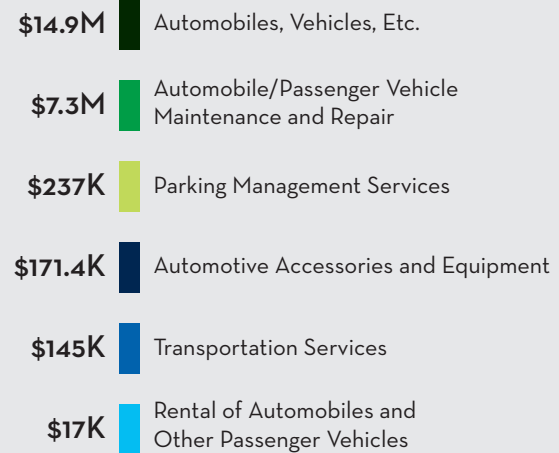 $14.9M Automobiles, Vehicles, Etc.
$7.3M Automobile/Passenger Vehicle
Maintenance and Repair
$237K Parking Management Services
$171.4K Automotive Accessories and Equipment
$145K Transportation Services
$17K Rental of Automobiles and
Other Passenger Vehicles